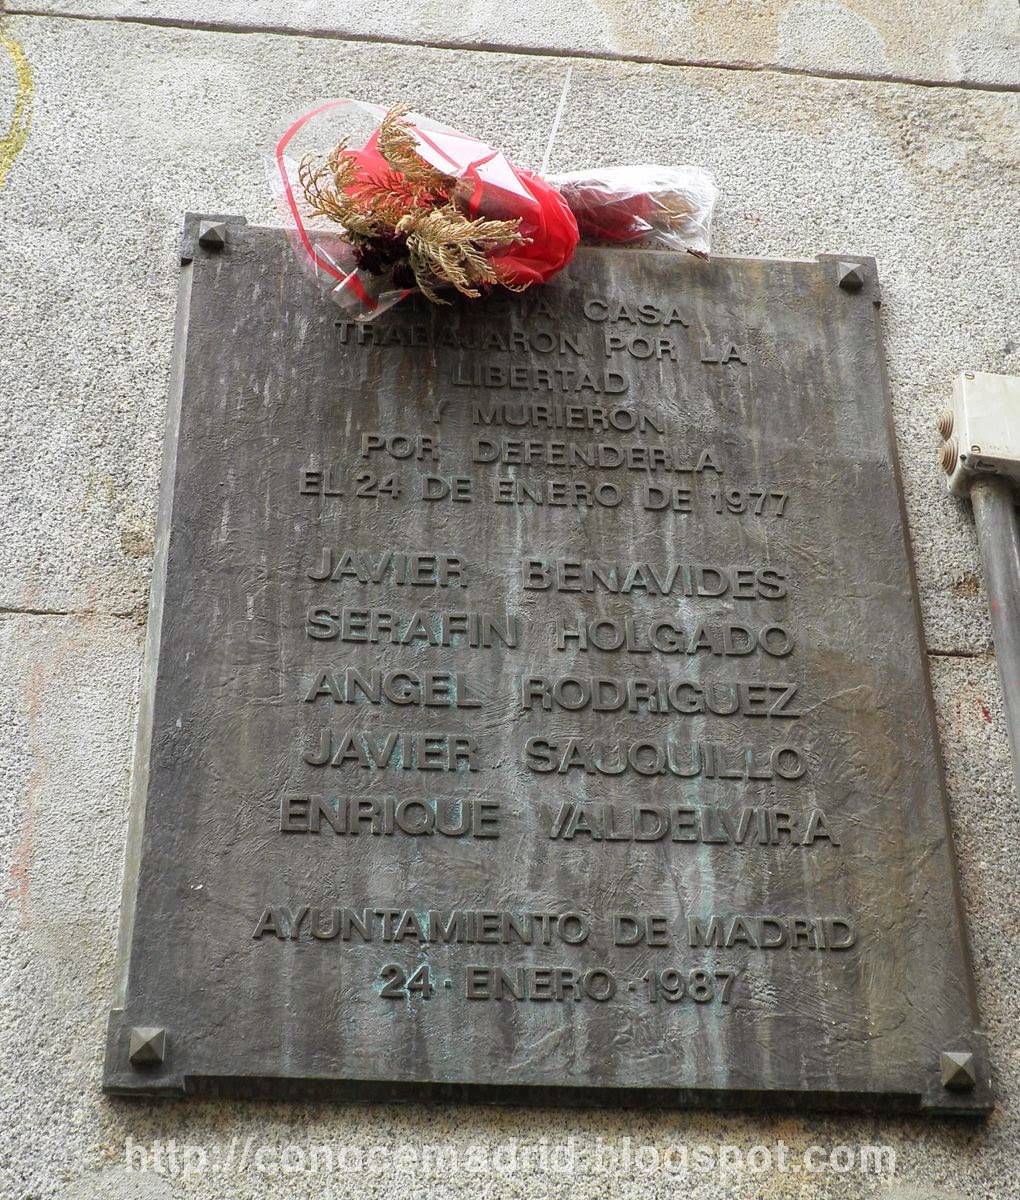 ESTA CASA
TRABAJARON POR LA
LIBERTAD
Y MURIERON
POR DEFENDERLA
EL 24 DE ENERO DE 1977
JAVIER BENAVIDES
SERAFIN HOLGADO
ANGEL RODRIGUEZ
JAVIER SAUQUILLO
ENRIQUE VALDELVIRA
AYUNTAMIENTO DE MADRID
24 · ENERO · 1987
http://conocemadrid.blogspot.com